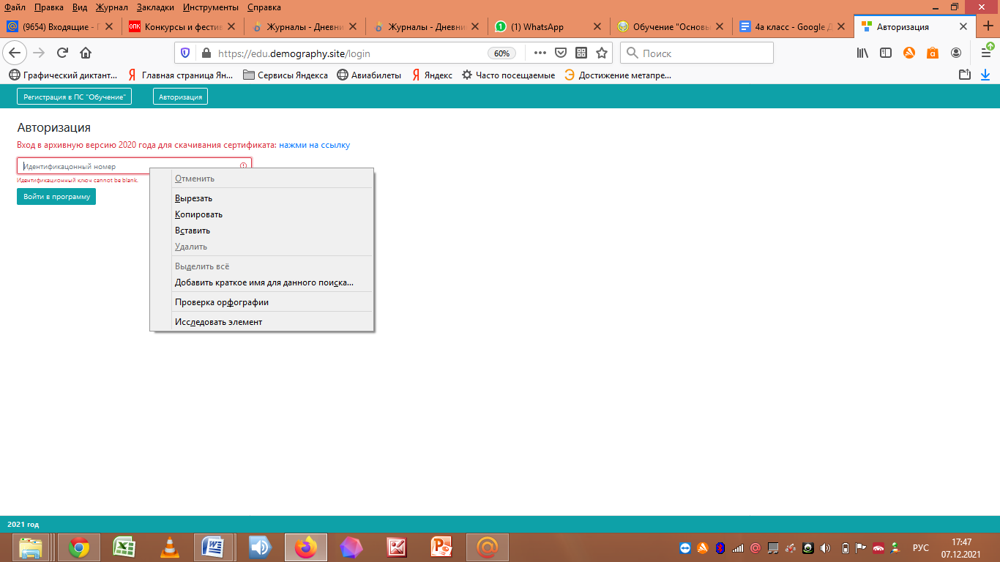 Файл Правка Вид Журнал Закладки Инструменты Справка
(9654) Входящие - П
Конкурсы и фестив
Журналы - Дневни
Журналы - Дневни
(1) WhatsApp
Обучение "Основы
4а класс - Google Д
Авторизация
https://edu.demography.site/login
60%
Поиск
Графический диктант...
Главная страница Ян...
Сервисы Яндекса
Авиабилеты
Яндекс
Часто посещаемые
Достижение метапре...
Регистрация в ПС "Обучение"
Авторизация
Авторизация
Вход в архивную версию 2020 года для скачивания сертификата: нажми на ссылку
Идентификацонный номер
Идентификационный ключ cannot be blank.
Войти в программу
Отменить
Вырезать
Копировать
Вставить
Удалить
Выделить всё
Добавить краткое имя для данного поиска...
Проверка орфографии
Исследовать элемент
2021 год
РУС
17:47
07.12.2021